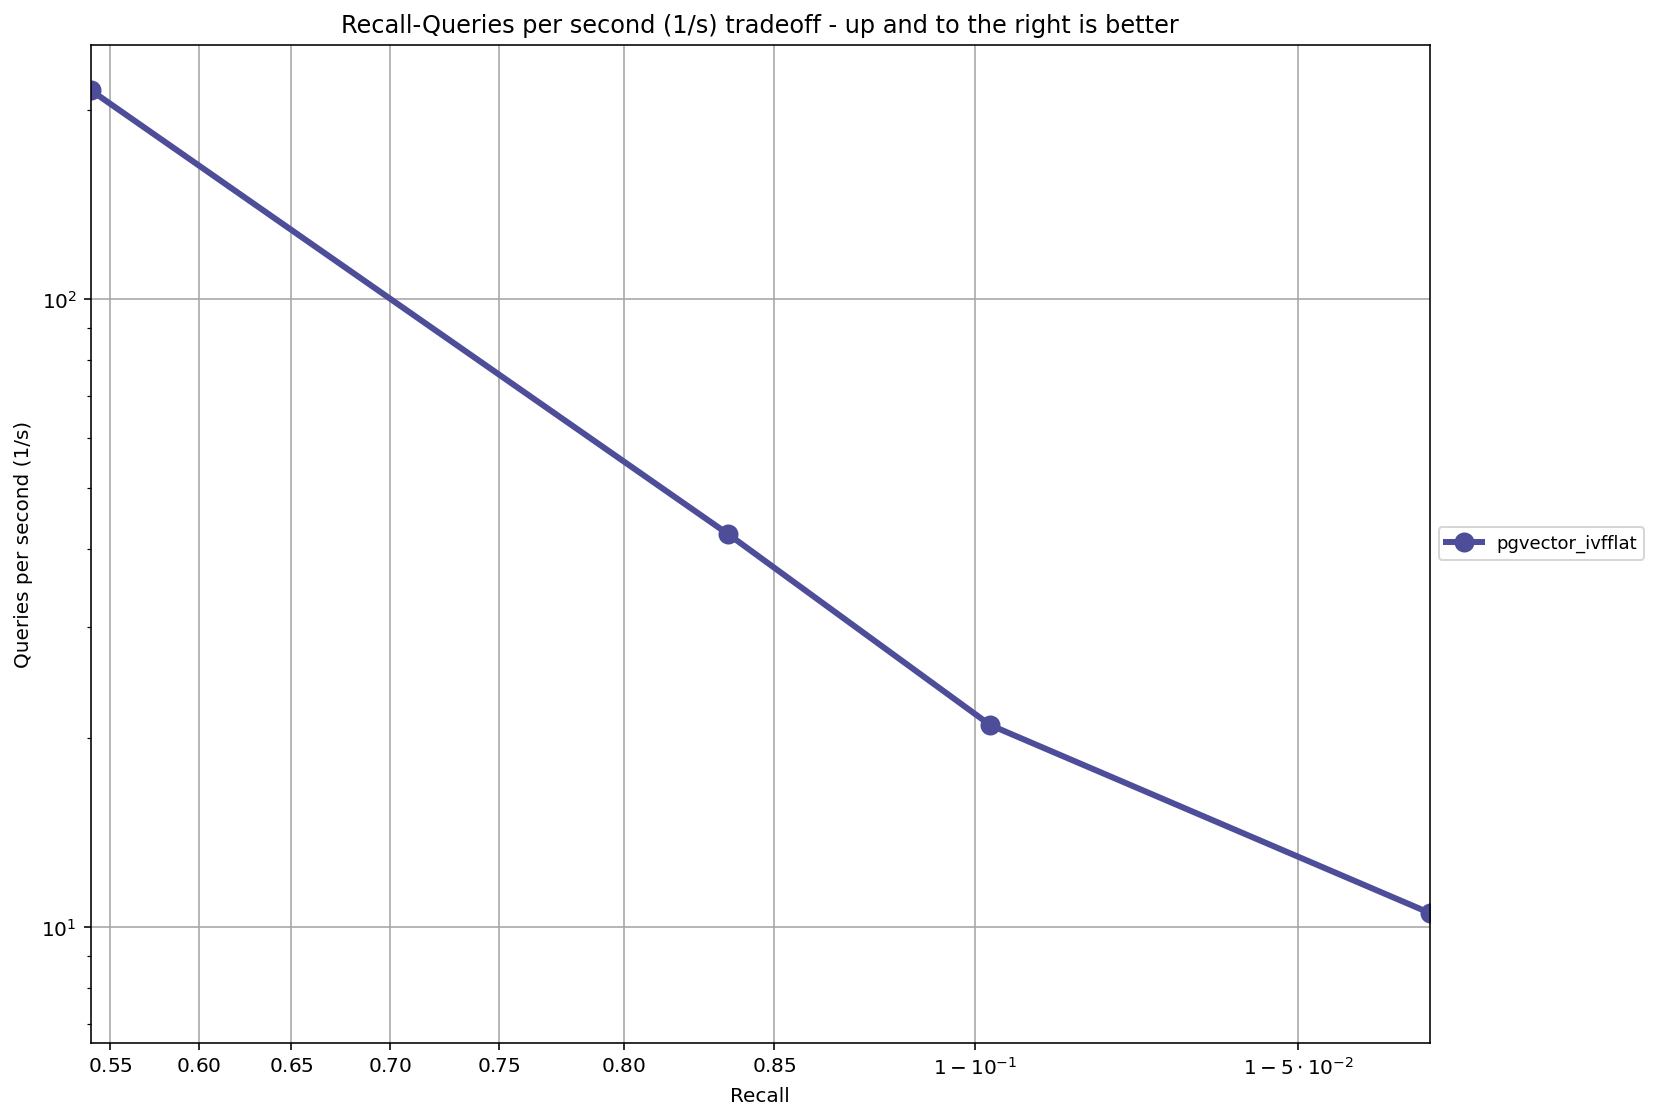 Recall-Queries per second (1/s) tradeoff - up and to the right is better
Queries per second (1/s)
10²
10¹
0.55 0.60 0.65 0.70 0.75 0.80 0.85 1 − 10⁻¹ 1 − 5 · 10⁻²
Recall
pgvector_ivfflat